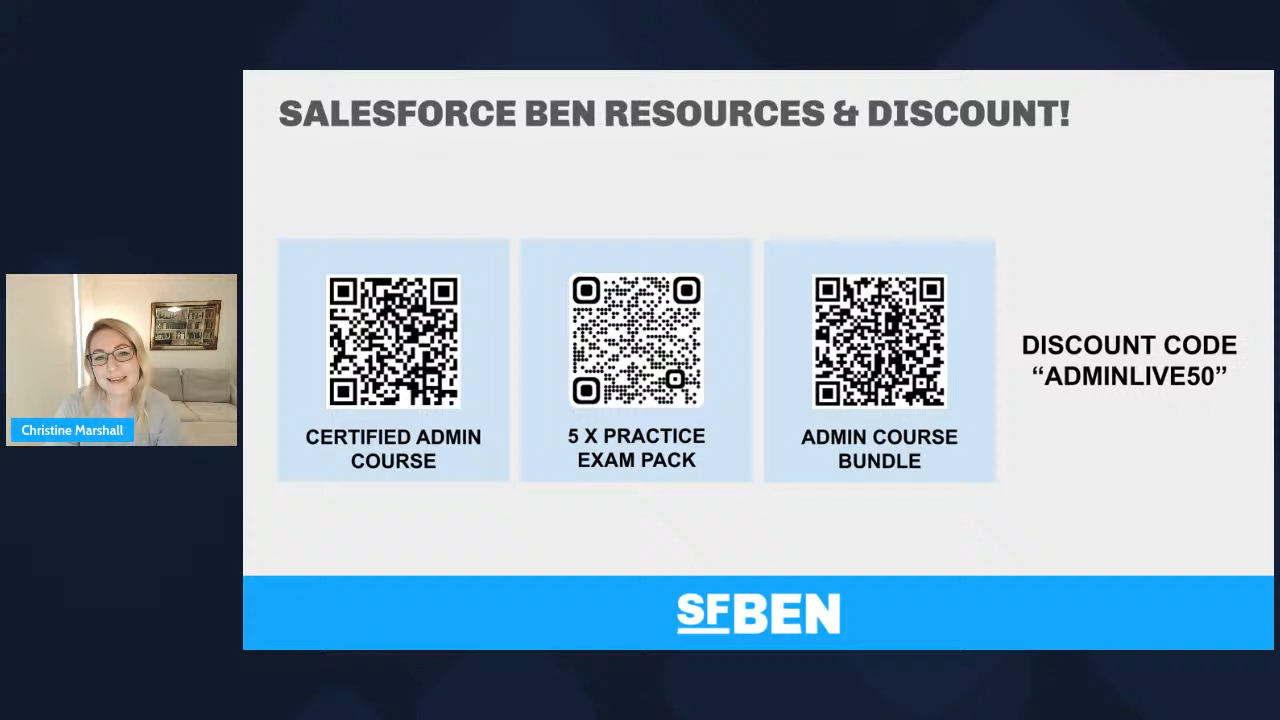 SALESFORCE BEN RESOURCES & DISCOUNT!
CERTIFIED ADMIN
COURSE
5 X PRACTICE
EXAM PACK
ADMIN COURSE
BUNDLE
DISCOUNT CODE
“ADMINLIVE50”
Christine Marshall
SFBEN